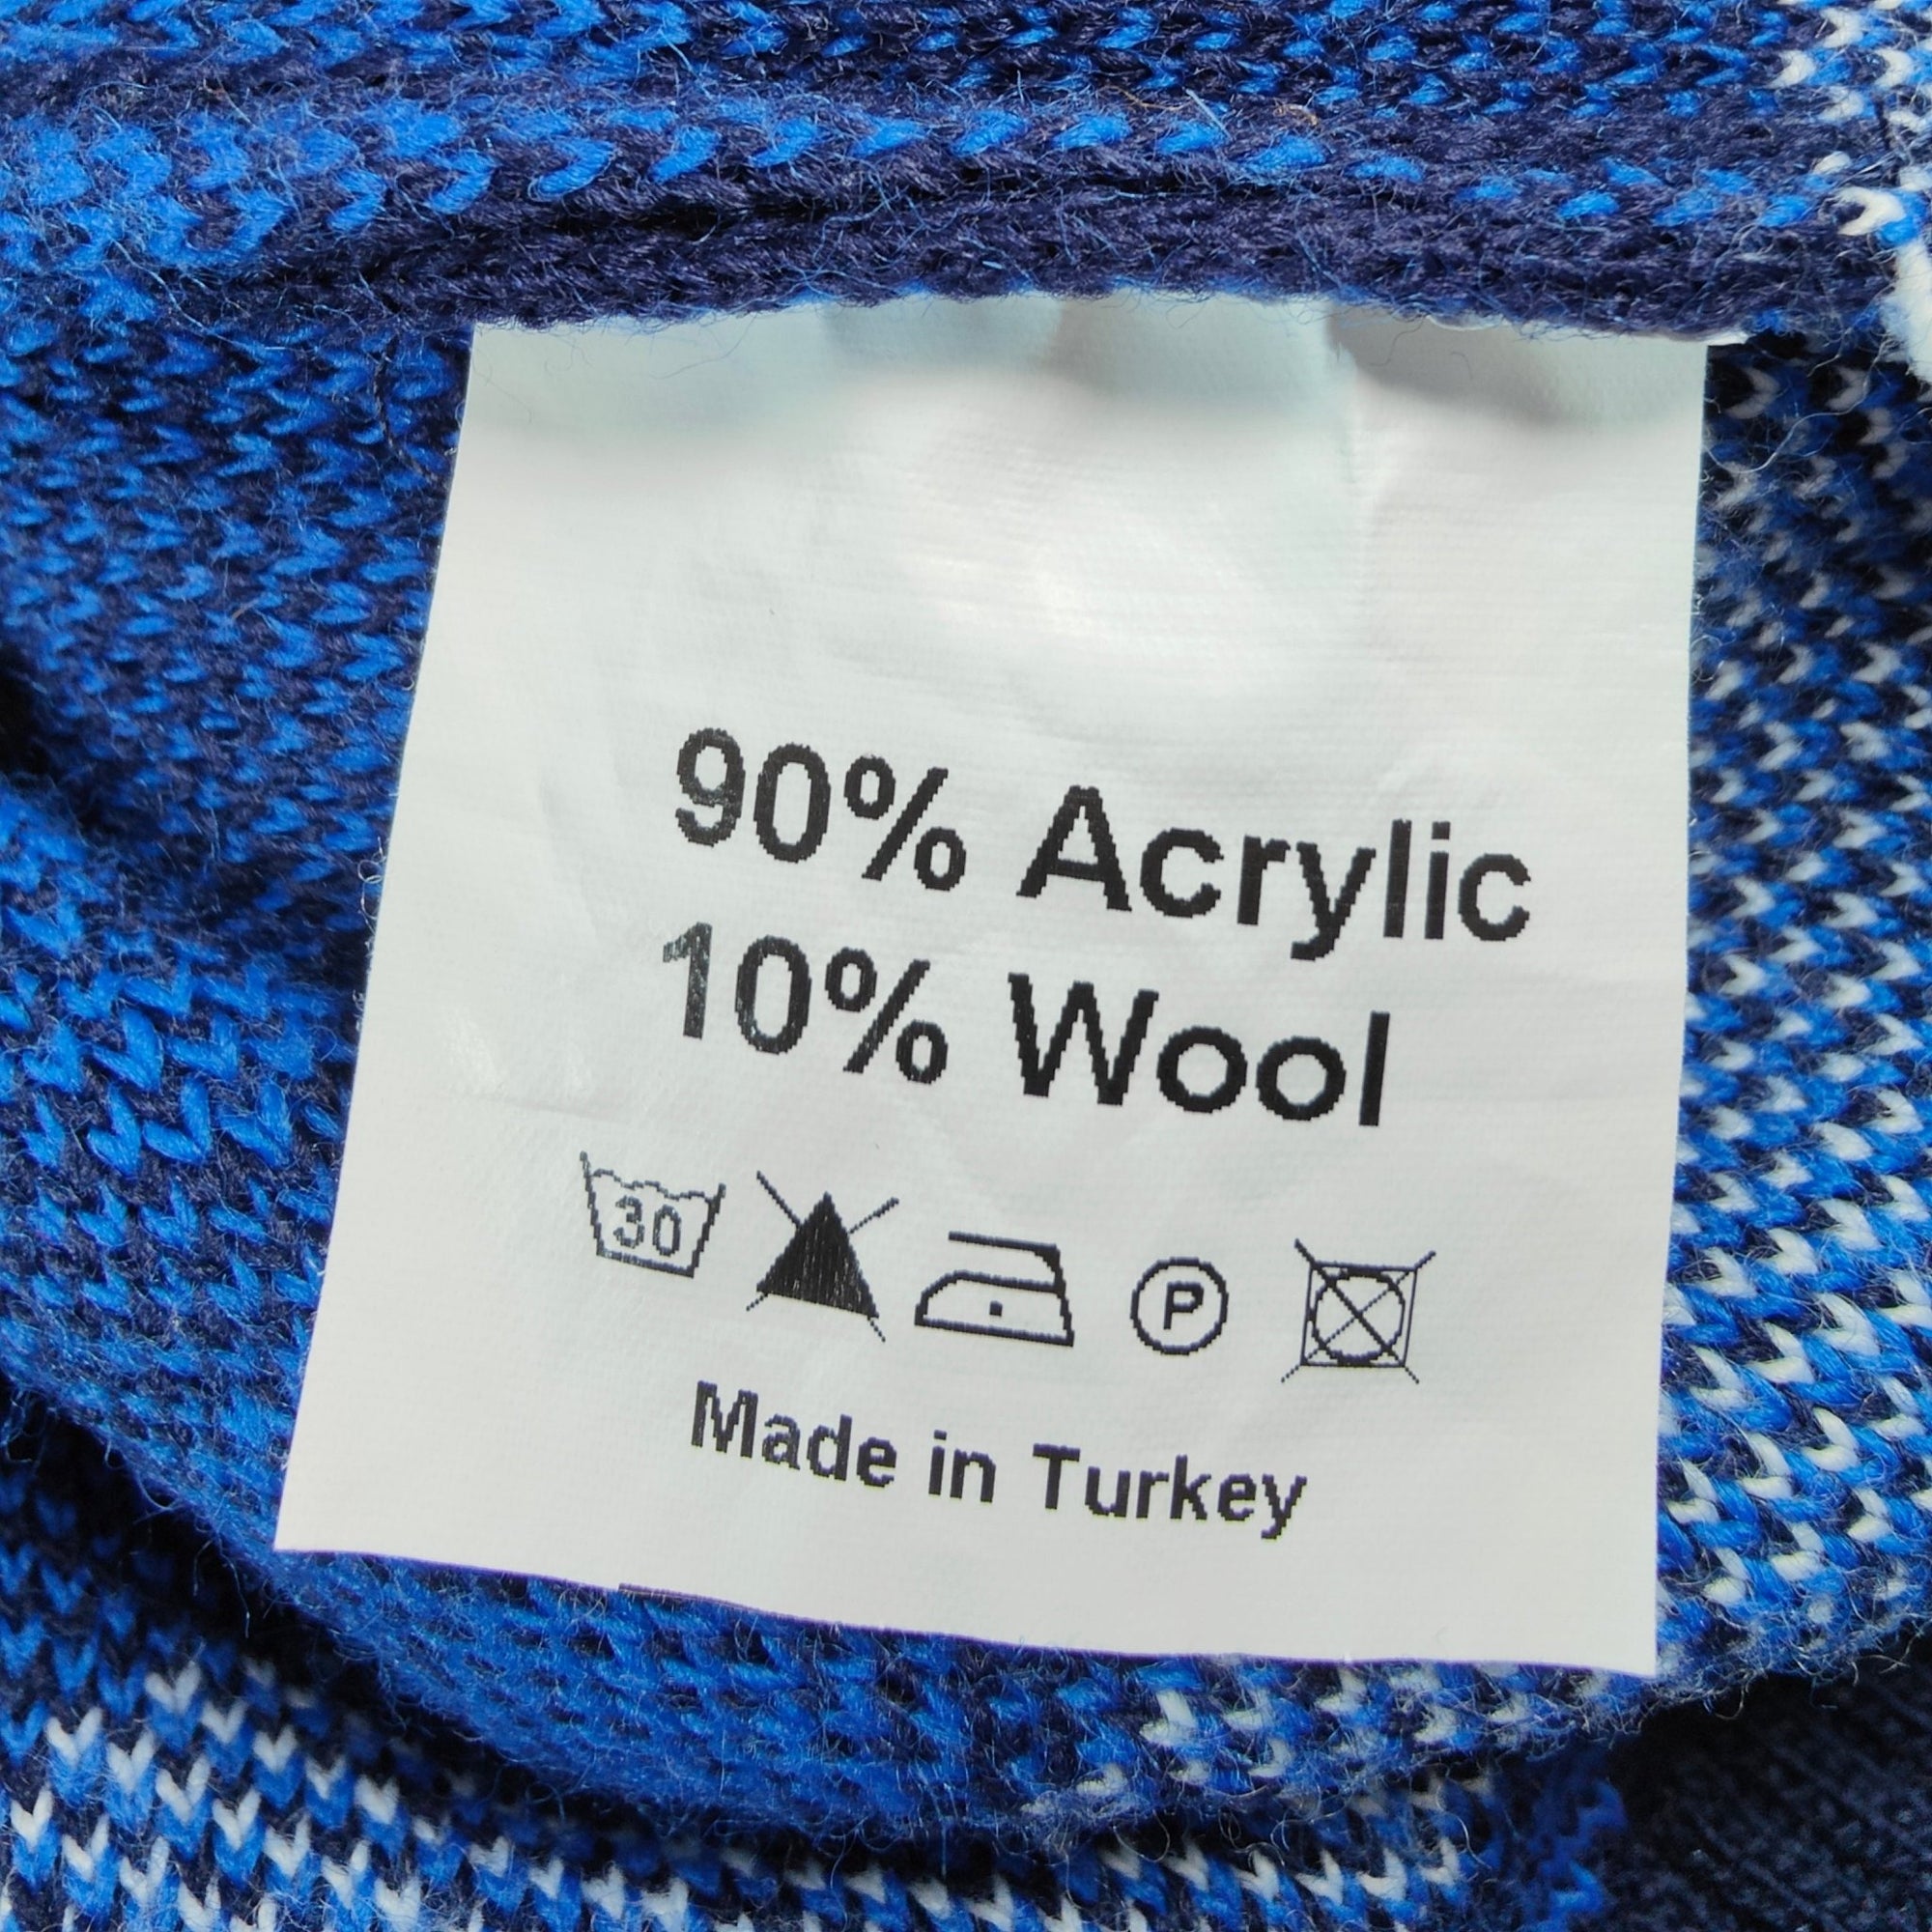 90% Acrylic
10% Wool
30
P
Made in Turkey